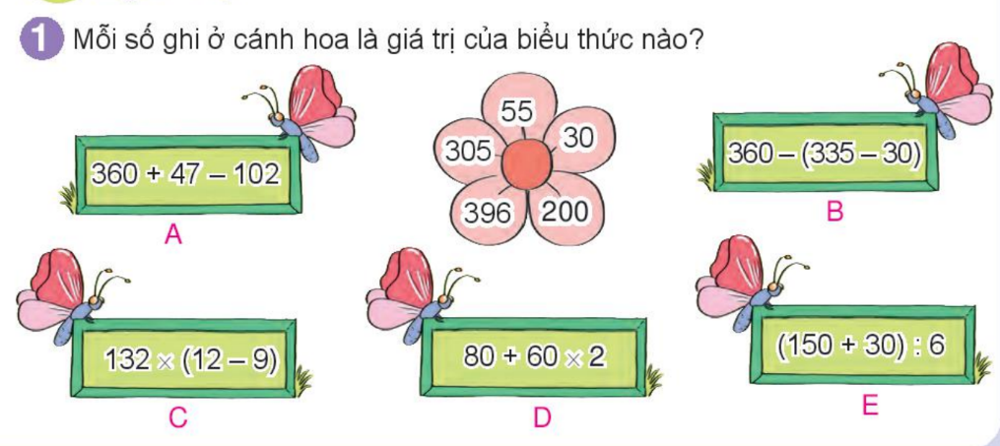 1 Mỗi số ghi ở cánh hoa là giá trị của biểu thức nào?
360 + 47 – 102
A
55
305
30
396
200
360 – (335 – 30)
B
132 × (12 – 9)
C
80 + 60 × 2
D
(150 + 30) : 6
E